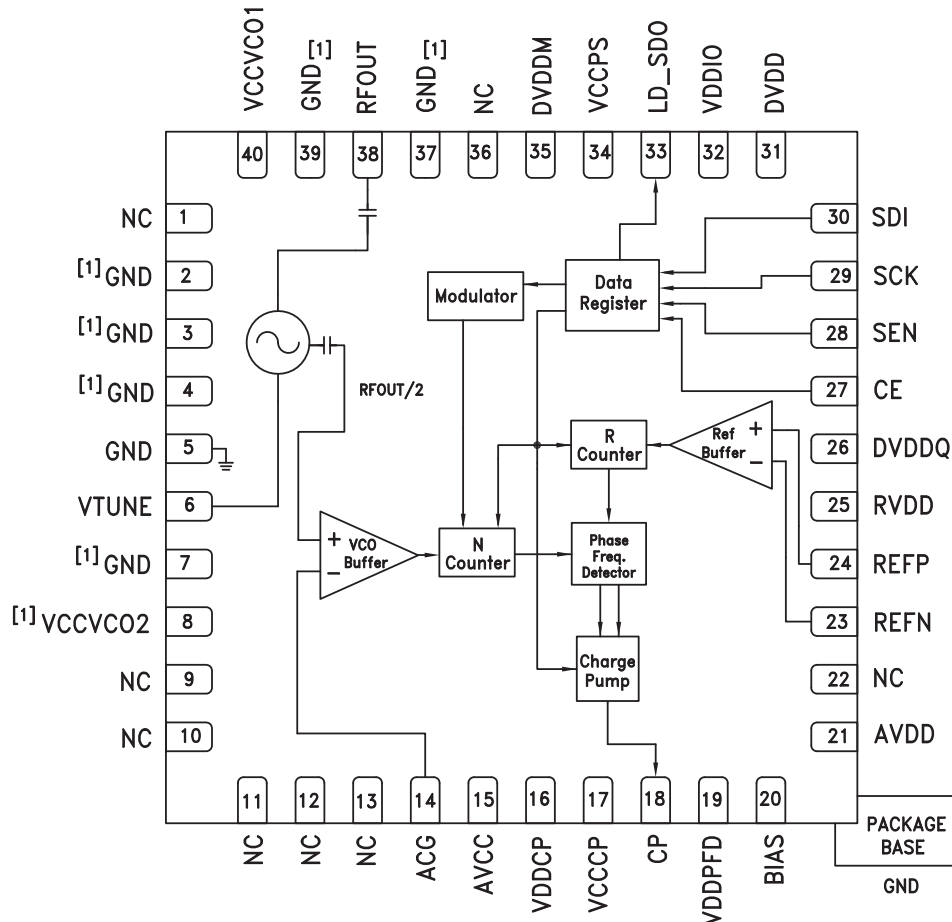 VCCVCO1
GND[1]
RFOUT
GND[1]
NC
DVDDM
VCCPS
LD_SDO
VDDIO
DVDD
40
39
38
37
36
35
34
33
32
31
NC 1
[1]GND 2
[1]GND 3
[1]GND 4
GND 5
VTUNE 6
[1]GND 7
[1]VCCVCO2 8
NC 9
NC 10
30 SDI
29 SCK
28 SEN
27 CE
26 DVDDQ
25 RVDD
24 REFP
23 REFN
22 NC
21 AVDD
Modulator
Data
Register
RFOUT/2
R
Counter
Ref
Buffer
+
−
+
−
VCO
Buffer
N
Counter
Phase
Freq.
Detector
Charge
Pump
11
12
13
14
15
16
17
18
19
20
NC
NC
NC
ACG
AVCC
VDDCP
VCCCP
CP
VDDPFD
BIAS
PACKAGE
BASE
GND